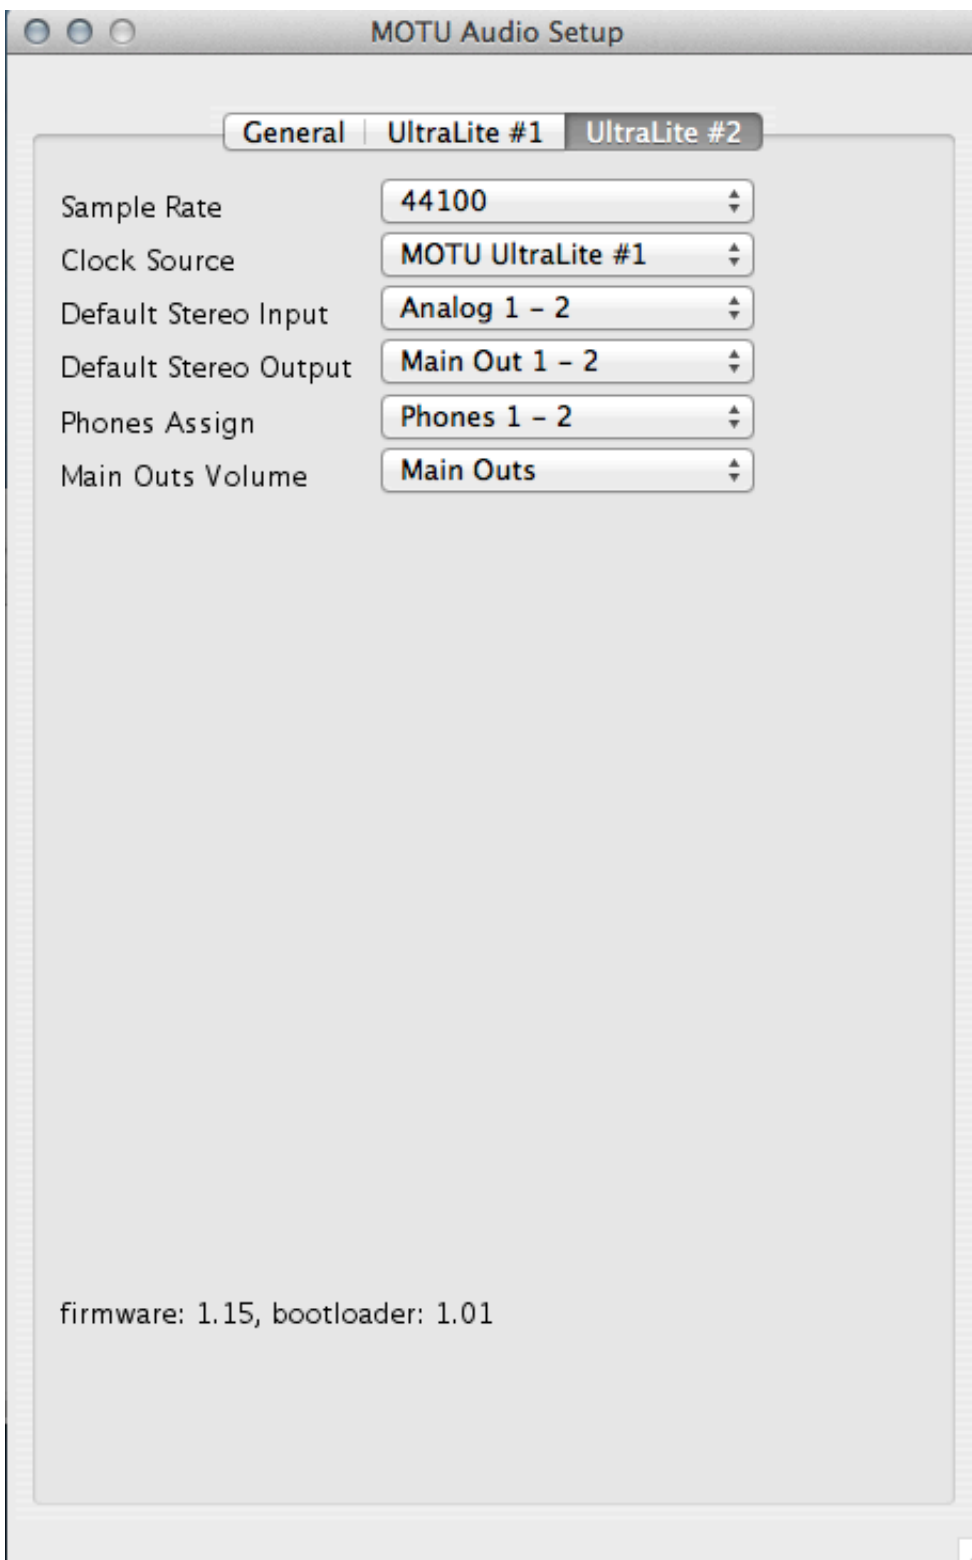 MOTU Audio Setup
General UltraLite #1 UltraLite #2
Sample Rate 44100
Clock Source MOTU UltraLite #1
Default Stereo Input Analog 1 – 2
Default Stereo Output Main Out 1 – 2
Phones Assign Phones 1 – 2
Main Outs Volume Main Outs
firmware: 1.15, bootloader: 1.01